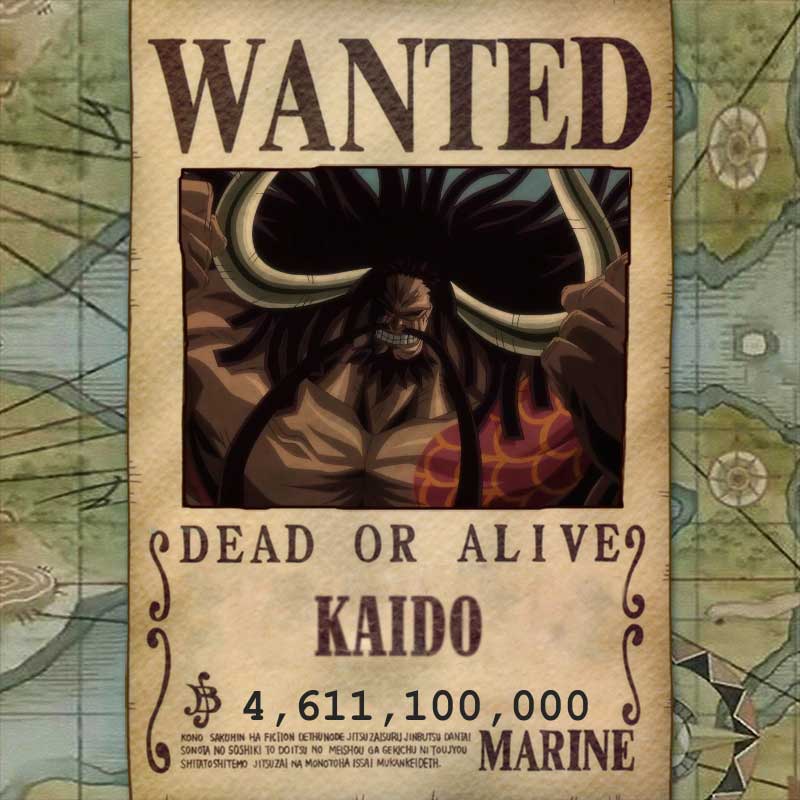 WANTED
DEAD OR ALIVE
KAIDO
4,611,100,000
KONO SAKUHIN HA FICTION DETHUNODE JITSUZAISURU JINBUTSU DANTAI
SONOTA NO SOSHIKI TO DOITSU NO MEISHOU GA GEKICHU NI TOUJYOU
SHITATOSHITEMO JITSUZAI NA MONOTOHA ISSAI MUKANKEIDETH.
MARINE